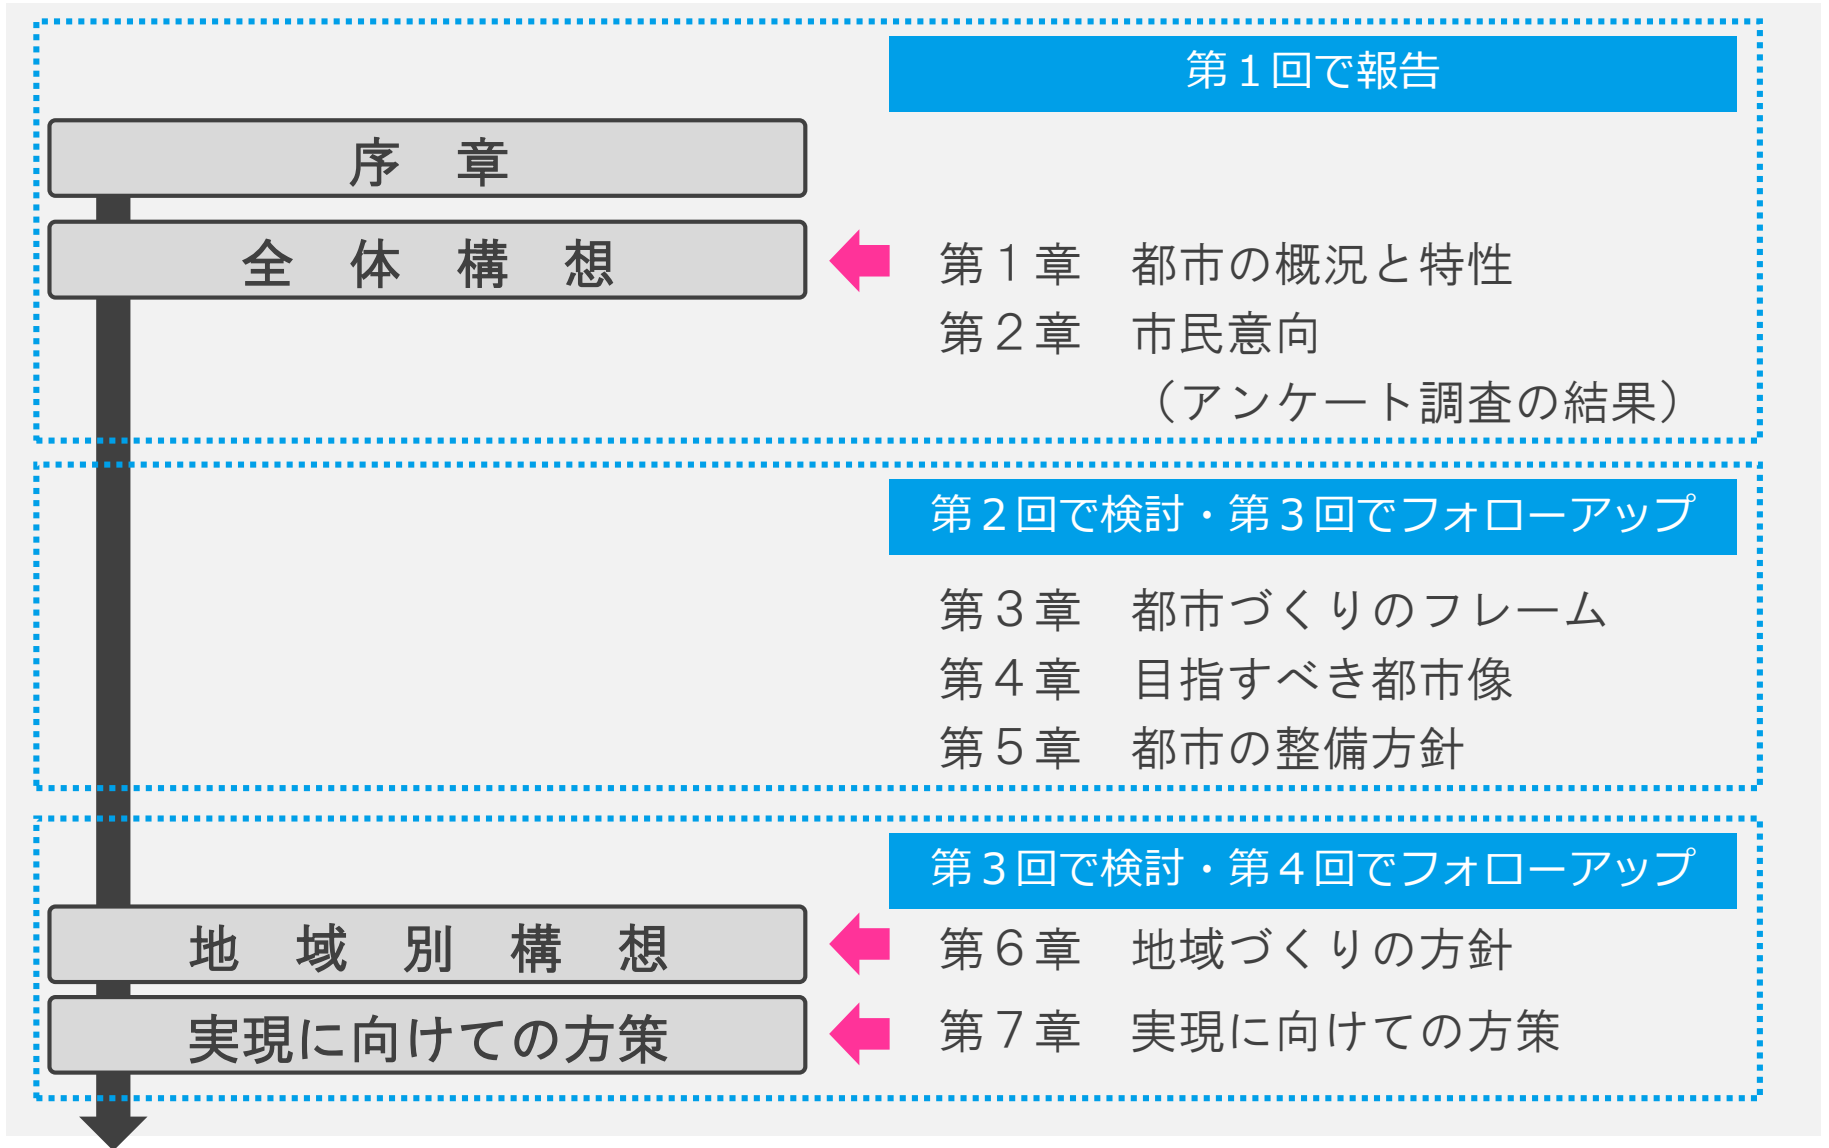 第１回で報告
序　章
全　体　構　想
第１章　都市の概況と特性
第２章　市民意向
（アンケート調査の結果）
第２回で検討・第３回でフォローアップ
第３章　都市づくりのフレーム
第４章　目指すべき都市像
第５章　都市の整備方針
第３回で検討・第４回でフォローアップ
地　域　別　構　想
第６章　地域づくりの方針
実現に向けての方策
第７章　実現に向けての方策